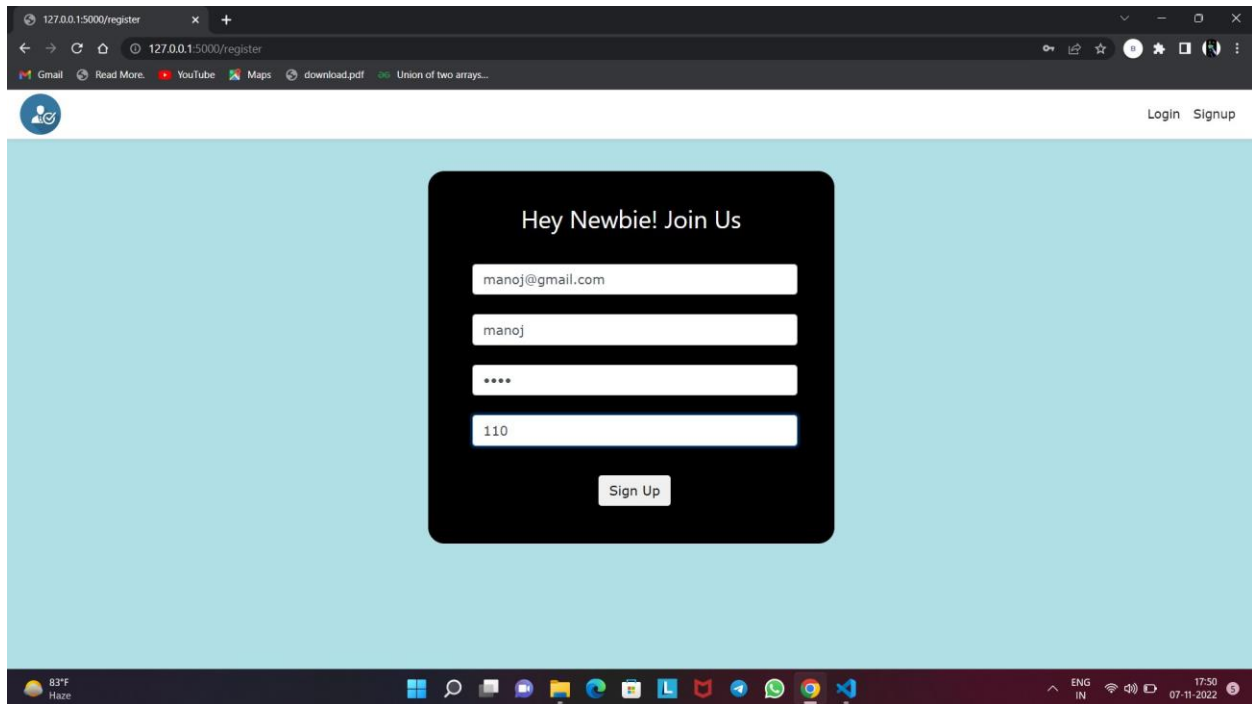 127.0.0.1:5000/register
127.0.0.1:5000/register
B
Gmail Read More. YouTube Maps download.pdf Union of two arrays...
Login Signup
Hey Newbie! Join Us
manoj@gmail.com
manoj
••••
110
Sign Up
83°F
Haze
L
ENG
IN
17:50
07-11-2022
5